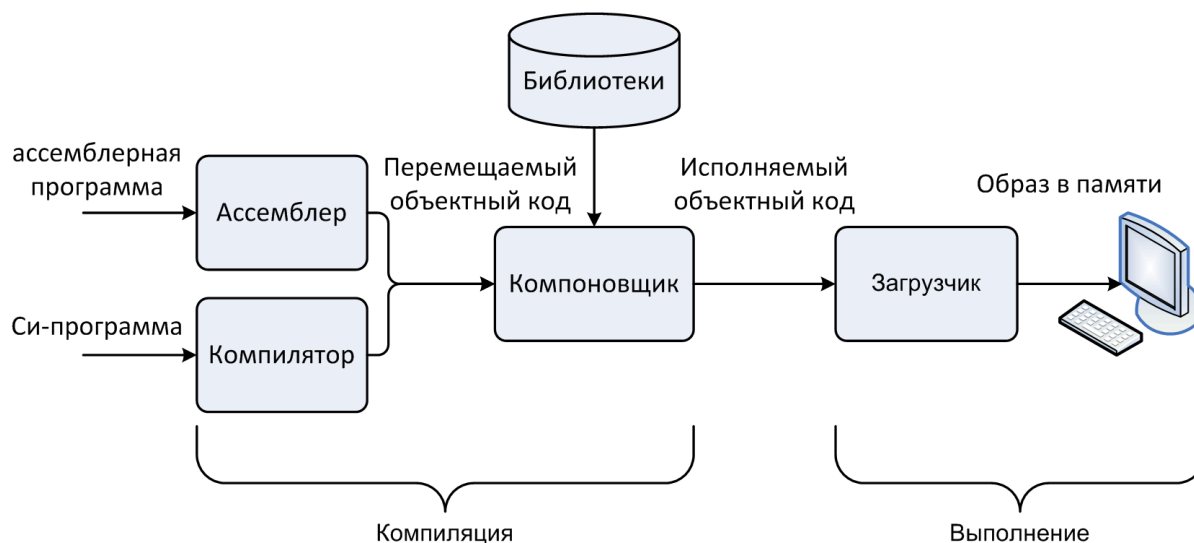 Библиотеки
ассемблерная
программа
Ассемблер
Перемещаемый
объектный код
Исполняемый
объектный код
Образ в памяти
Компоновщик
Загрузчик
Си-программа
Компилятор
Компиляция
Выполнение